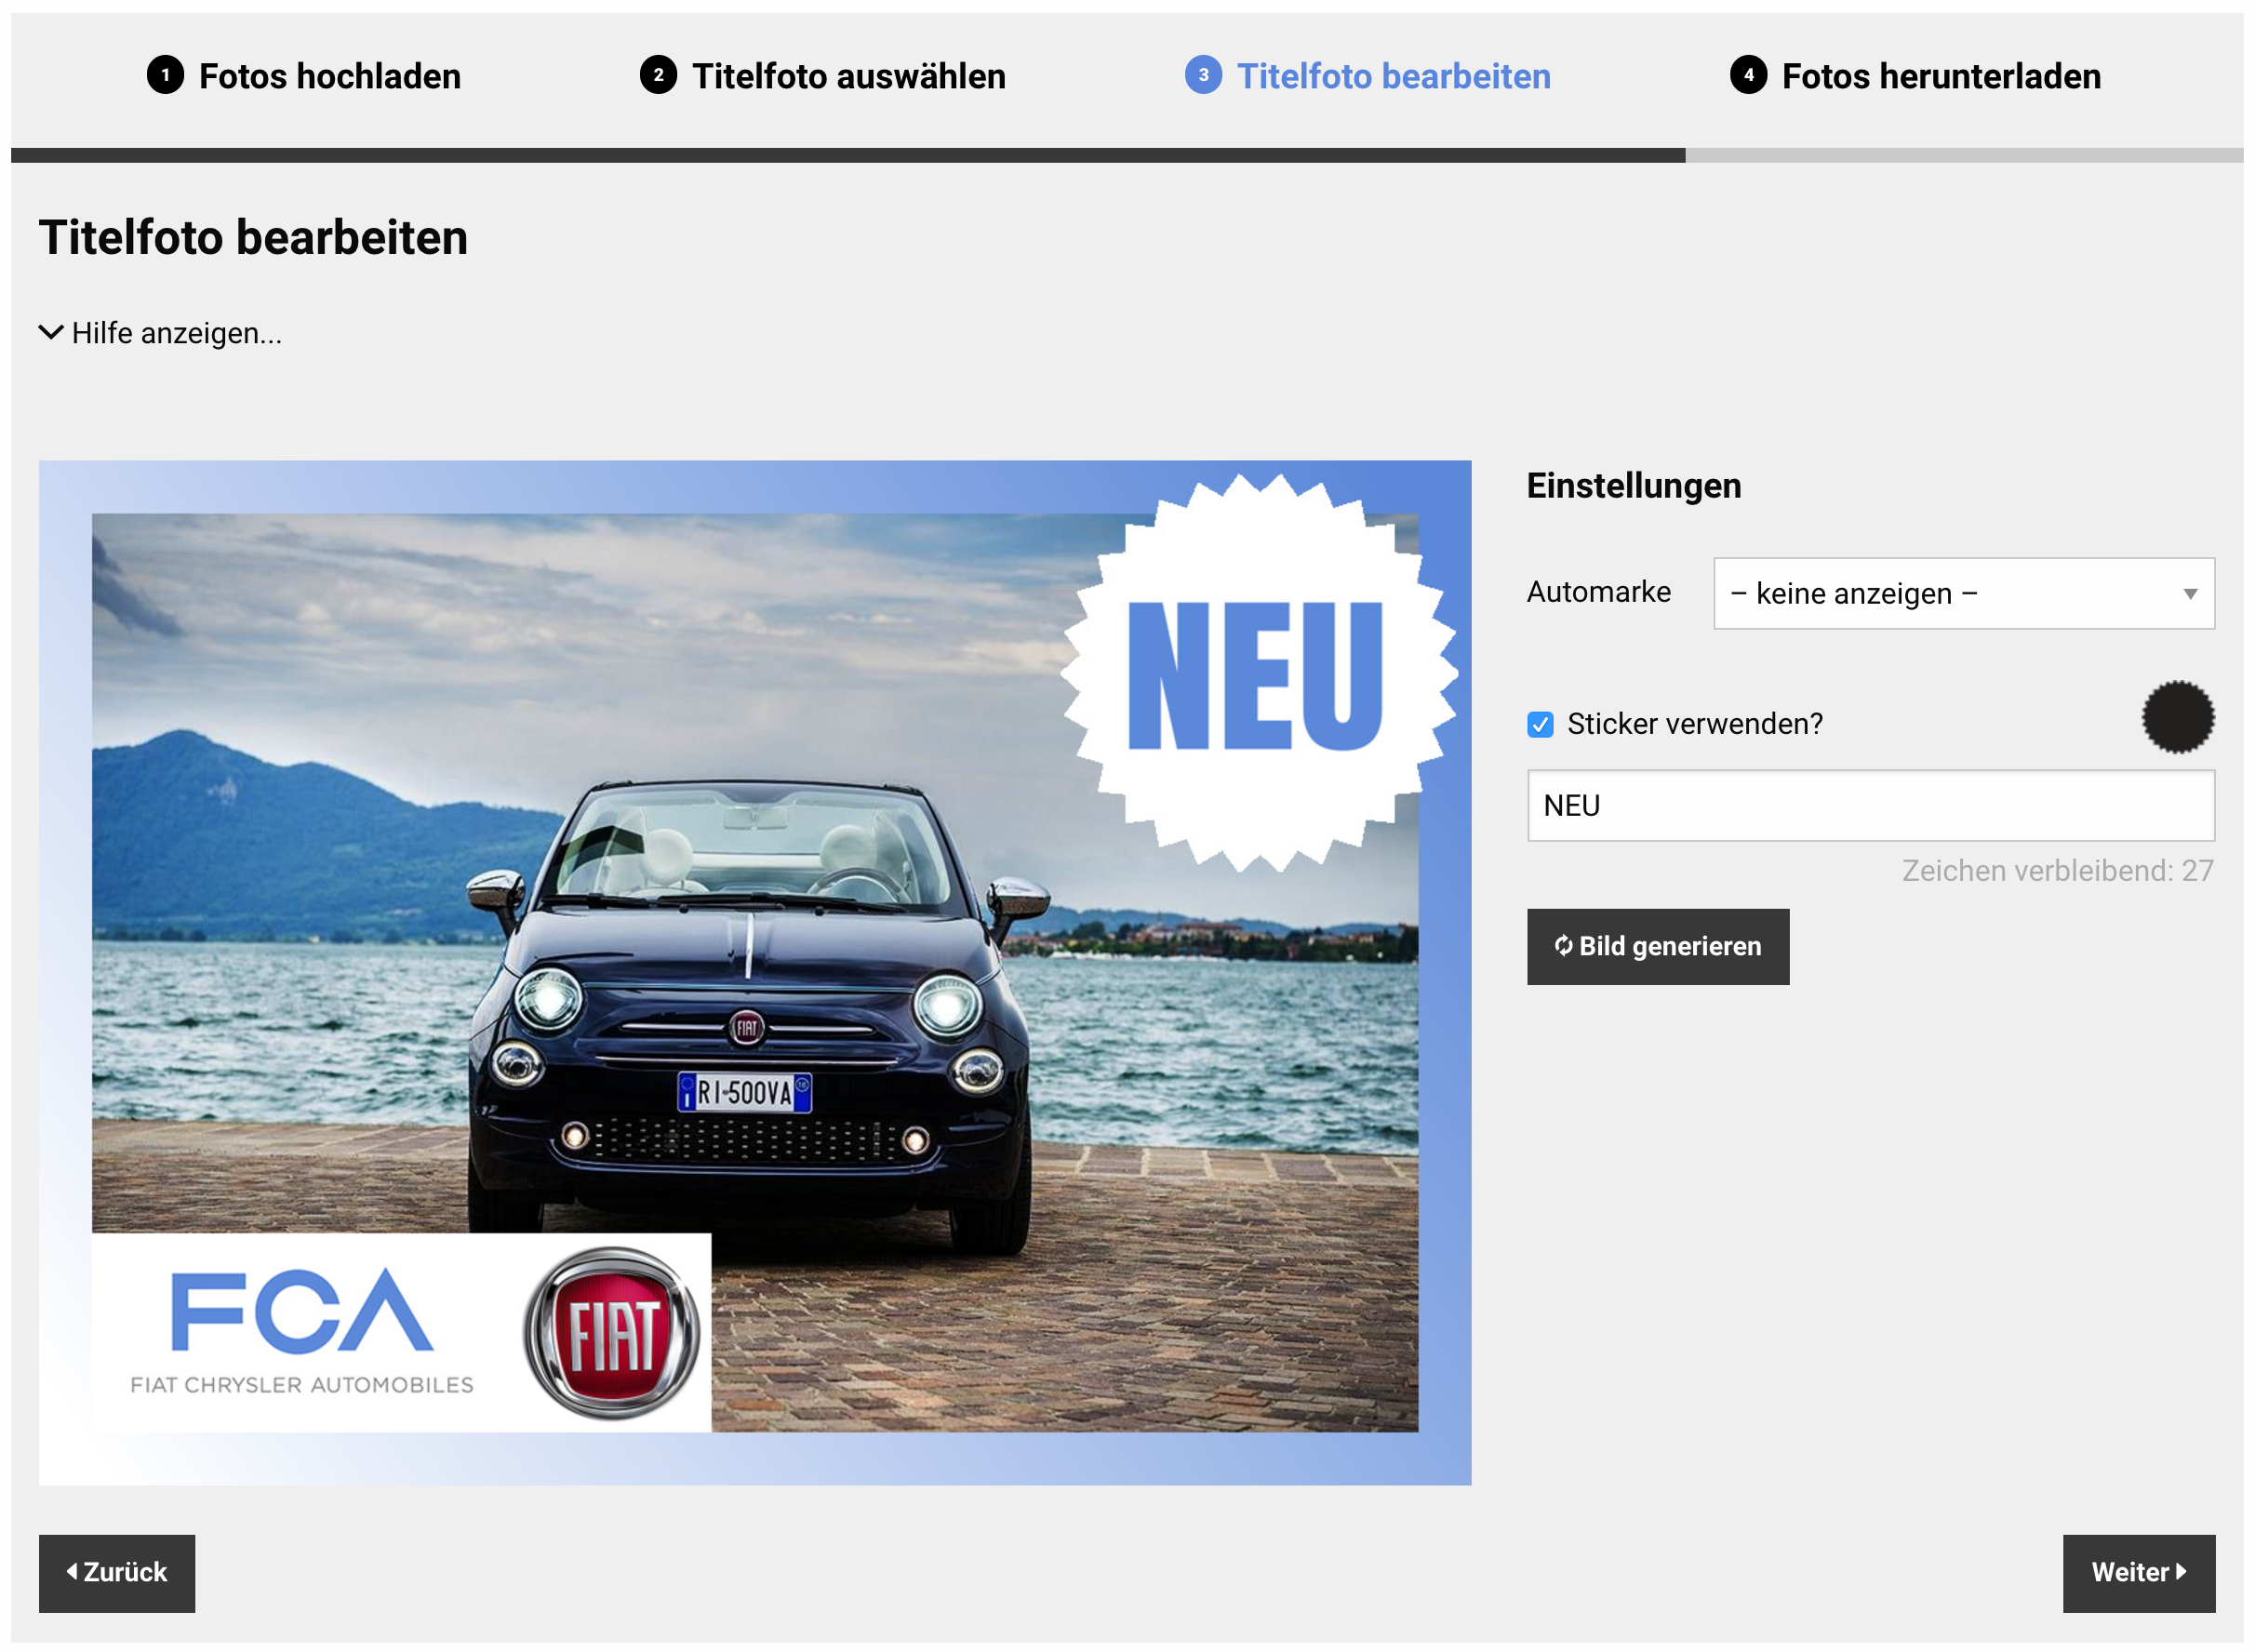 1 Fotos hochladen
2 Titelfoto auswählen
3 Titelfoto bearbeiten
4 Fotos herunterladen
Titelfoto bearbeiten
Hilfe anzeigen...
NEU
FIAT
RI-500VA
FCA
FIAT CHRYSLER AUTOMOBILES
FIAT
Einstellungen
Automarke
– keine anzeigen –
Sticker verwenden?
NEU
Zeichen verbleibend: 27
Bild generieren
Zurück
Weiter